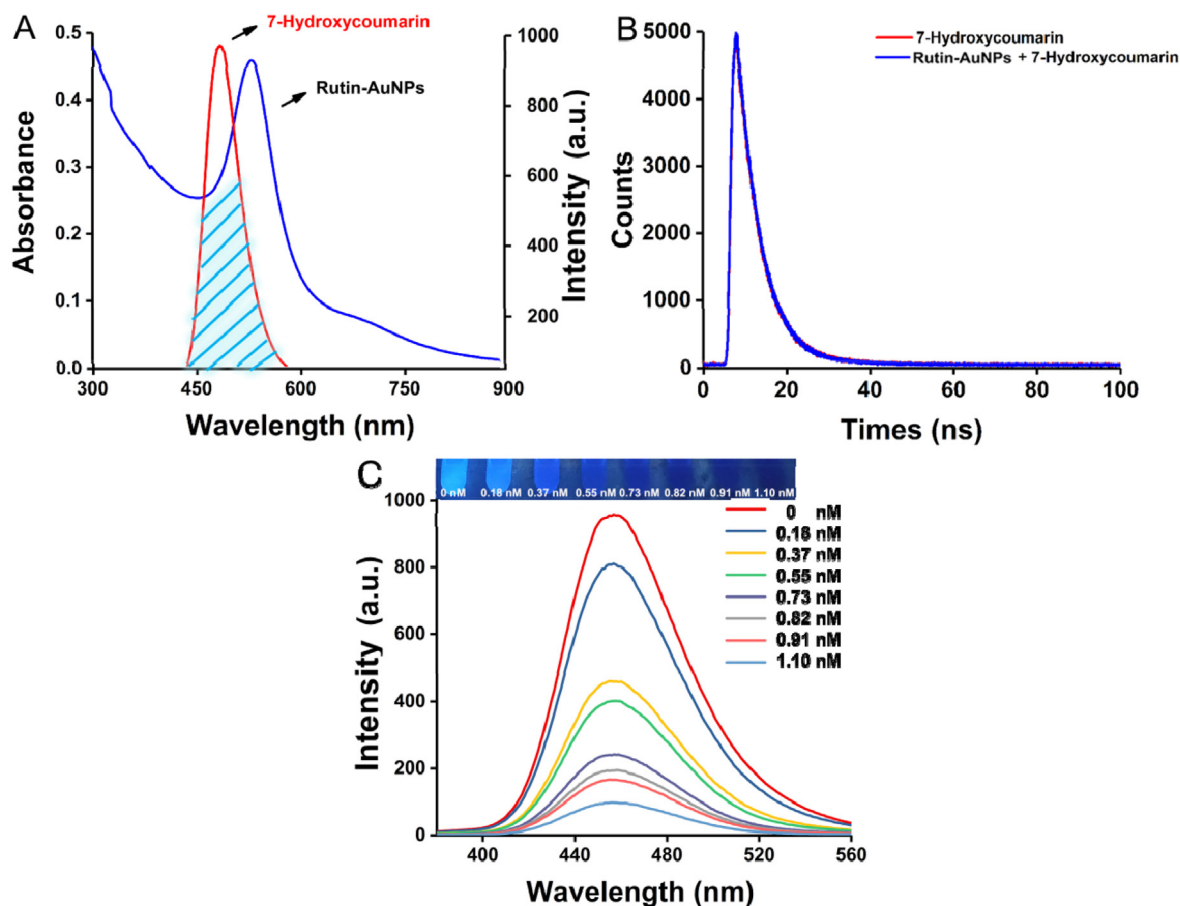 A
7-Hydroxycoumarin
Rutin-AuNPs
Absorbance
0.5
0.4
0.3
0.2
0.1
0.0
300
450
600
750
900
Wavelength (nm)
1000
800
600
400
200
Intensity (a.u.)
B
7-Hydroxycoumarin
Rutin-AuNPs + 7-Hydroxycoumarin
Counts
5000
4000
3000
2000
1000
0
0
20
40
60
80
100
Times (ns)
C
0 nM 0.18 nM 0.37 nM 0.55 nM 0.73 nM 0.82 nM 0.91 nM 1.10 nM
0 nM
0.18 nM
0.37 nM
0.55 nM
0.73 nM
0.82 nM
0.91 nM
1.10 nM
Intensity (a.u.)
1000
800
600
400
200
0
400
440
480
520
560
Wavelength (nm)